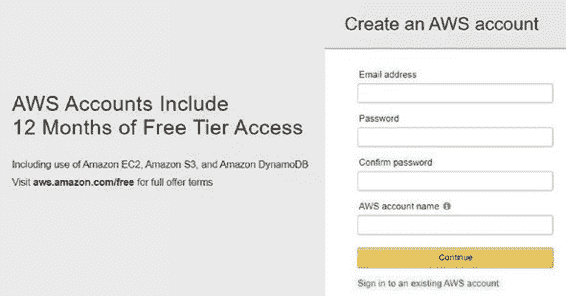 AWS Accounts Include
12 Months of Free Tier Access
Including use of Amazon EC2, Amazon S3, and Amazon DynamoDB
Visit aws.amazon.com/free for full offer terms
Create an AWS account
Email address
Password
Confirm password
AWS account name
Continue
Sign in to an existing AWS account